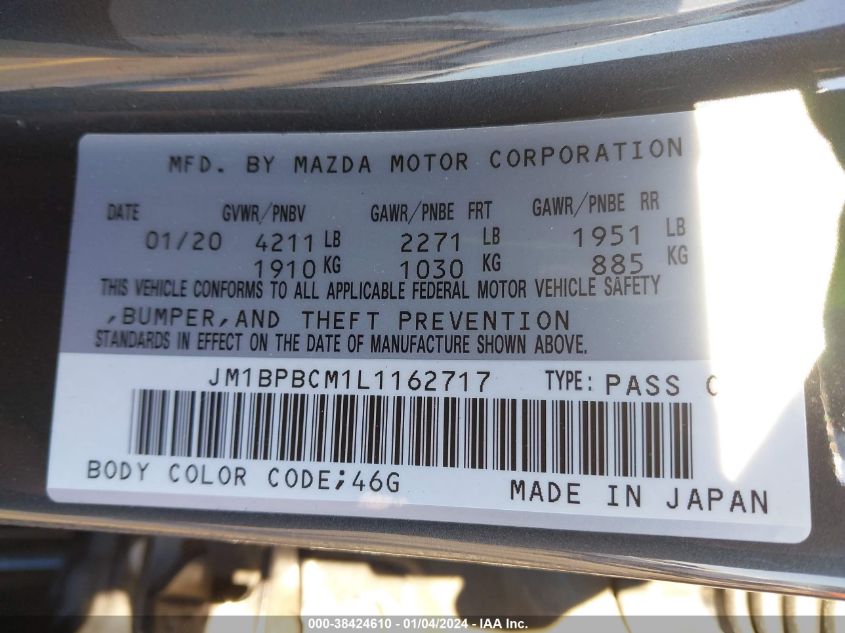 MFD. BY MAZDA MOTOR CORPORATION
DATE GVWR/PNBV GAWR/PNBE FRT GAWR/PNBE RR
01/20 4211 LB 2271 LB 1951 LB
1910 KG 1030 KG 885 KG
THIS VEHICLE CONFORMS TO ALL APPLICABLE FEDERAL MOTOR VEHICLE SAFETY
,BUMPER,AND THEFT PREVENTION
STANDARDS IN EFFECT ON THE DATE OF MANUFACTURE SHOWN ABOVE.
JM1BPBCM1L1162717 TYPE: PASS
BODY COLOR CODE;46G MADE IN JAPAN
000-38424610 - 01/04/2024 - IAA Inc.